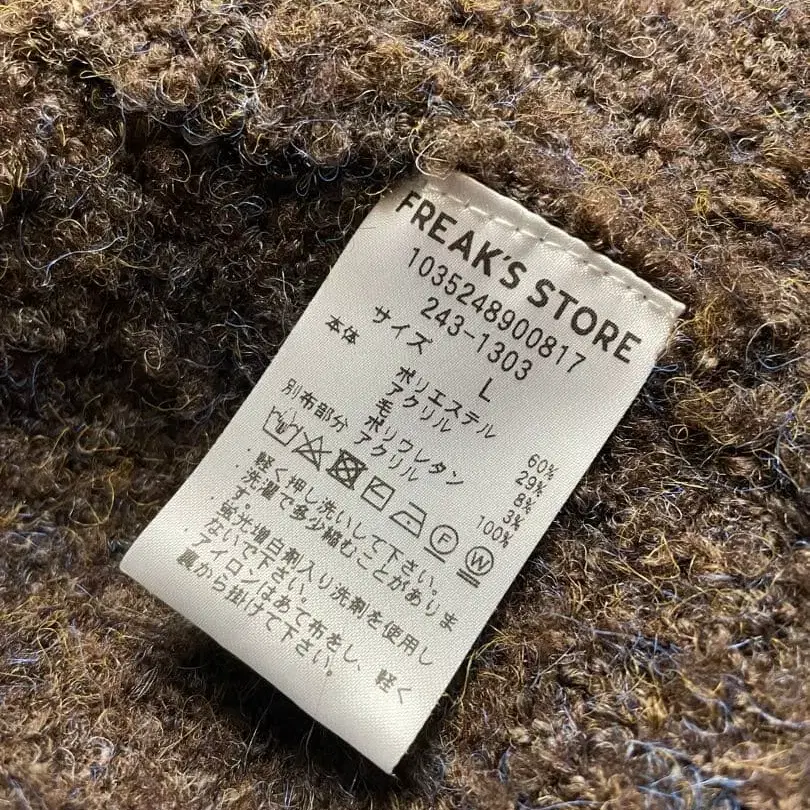 FREAK'S STORE
1035248900817
243-1303
サイズ L
本体 ポリエステル 60%
アクリル 29%
毛 8%
ポリウレタン 3%
別布部分 アクリル 100%
F W
・軽く押し洗いして下さい。
・洗濯で多少縮むことがありま
す。
・蛍光増白剤入り洗剤を使用し
ないで下さい。
・アイロンはあて布をし、軽く
裏から掛けて下さい。